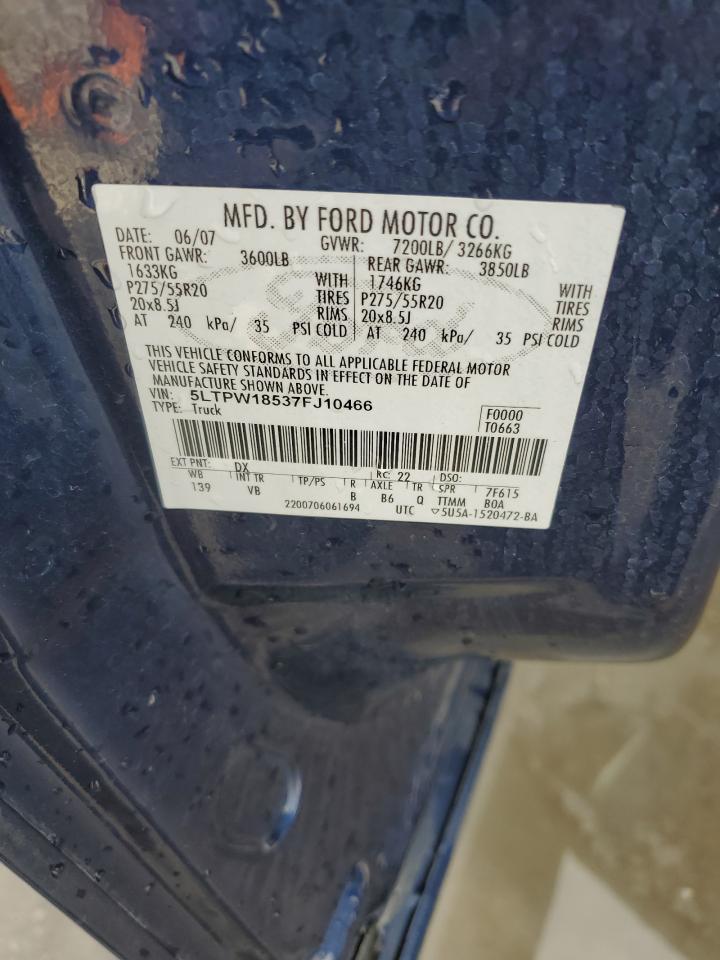 MFD. BY FORD MOTOR CO.
DATE: 06/07 GVWR: 7200LB/ 3266KG
FRONT GAWR: 3600LB REAR GAWR: 3850LB
1633KG WITH 1746KG WITH
P275/55R20 TIRES P275/55R20 TIRES
20x8.5J RIMS 20x8.5J RIMS
AT 240 kPa/ 35 PSI COLD AT 240 kPa/ 35 PSI COLD
THIS VEHICLE CONFORMS TO ALL APPLICABLE FEDERAL MOTOR
VEHICLE SAFETY STANDARDS IN EFFECT ON THE DATE OF
MANUFACTURE SHOWN ABOVE.
VIN: 5LTPW18537FJ10466 F0000
TYPE: Truck T0663
EXT PNT: DX RC: 22 DSO:
WB INT TR TP/PS R AXLE TR SPR 7F615
139 VB B B6 Q TTMM BOA
2200706061694 UTC ▽5U5A-1520472-BA